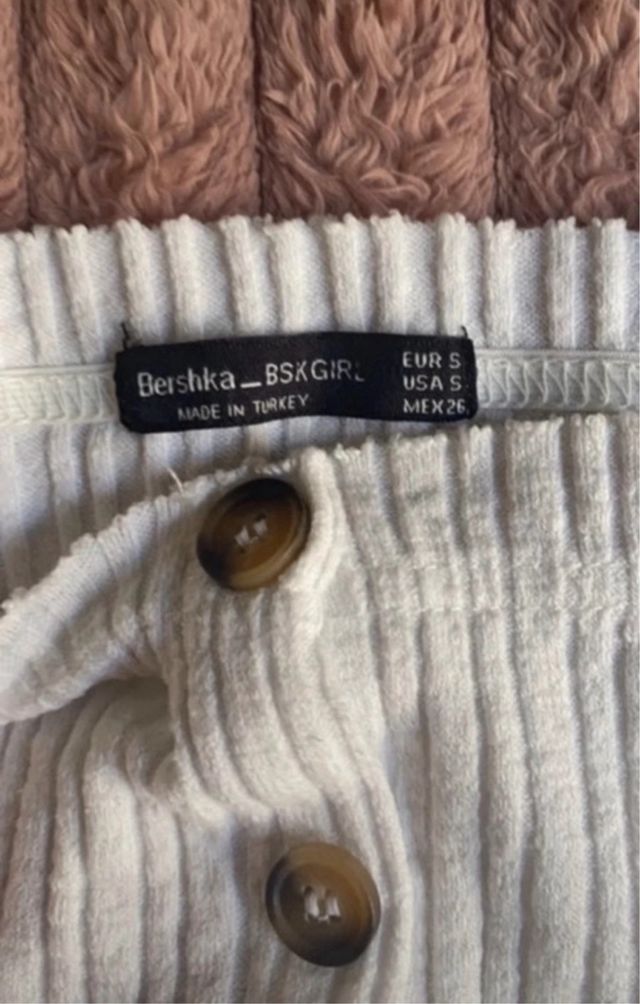 Bershka_BSKGIRL
MADE IN TURKEY
EUR S
USA S
MEX 26